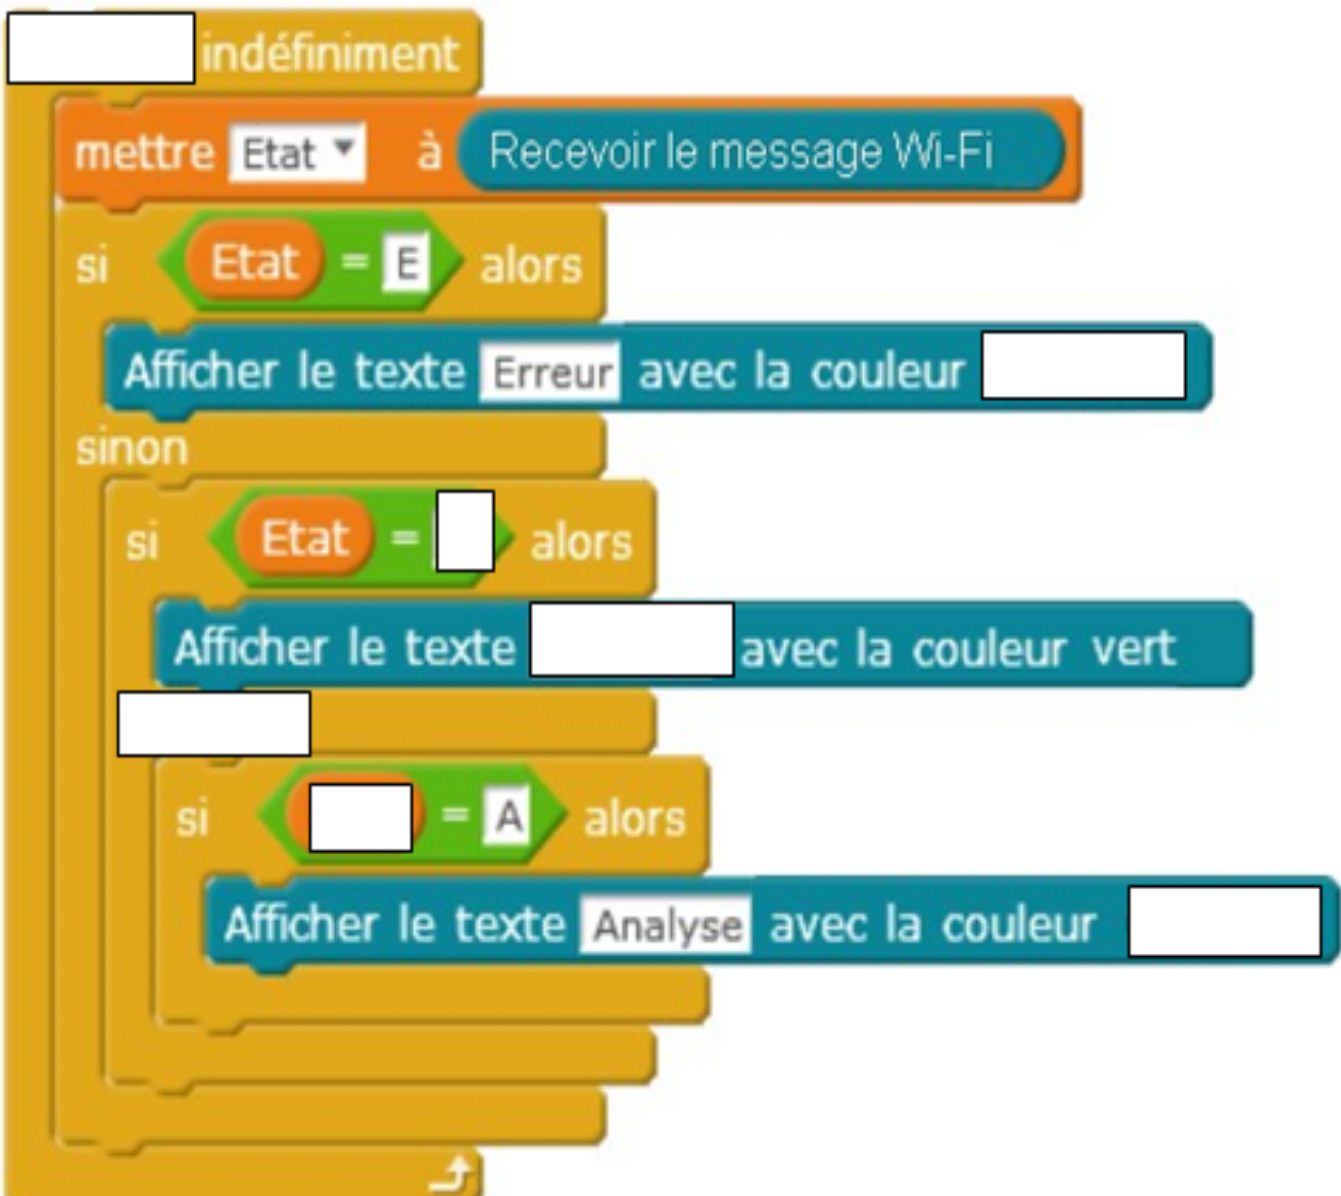 indéfiniment
mettre Etat à Recevoir le message Wi-Fi
si Etat = E alors
Afficher le texte Erreur avec la couleur
sinon
si Etat = alors
Afficher le texte avec la couleur vert
si = A alors
Afficher le texte Analyse avec la couleur